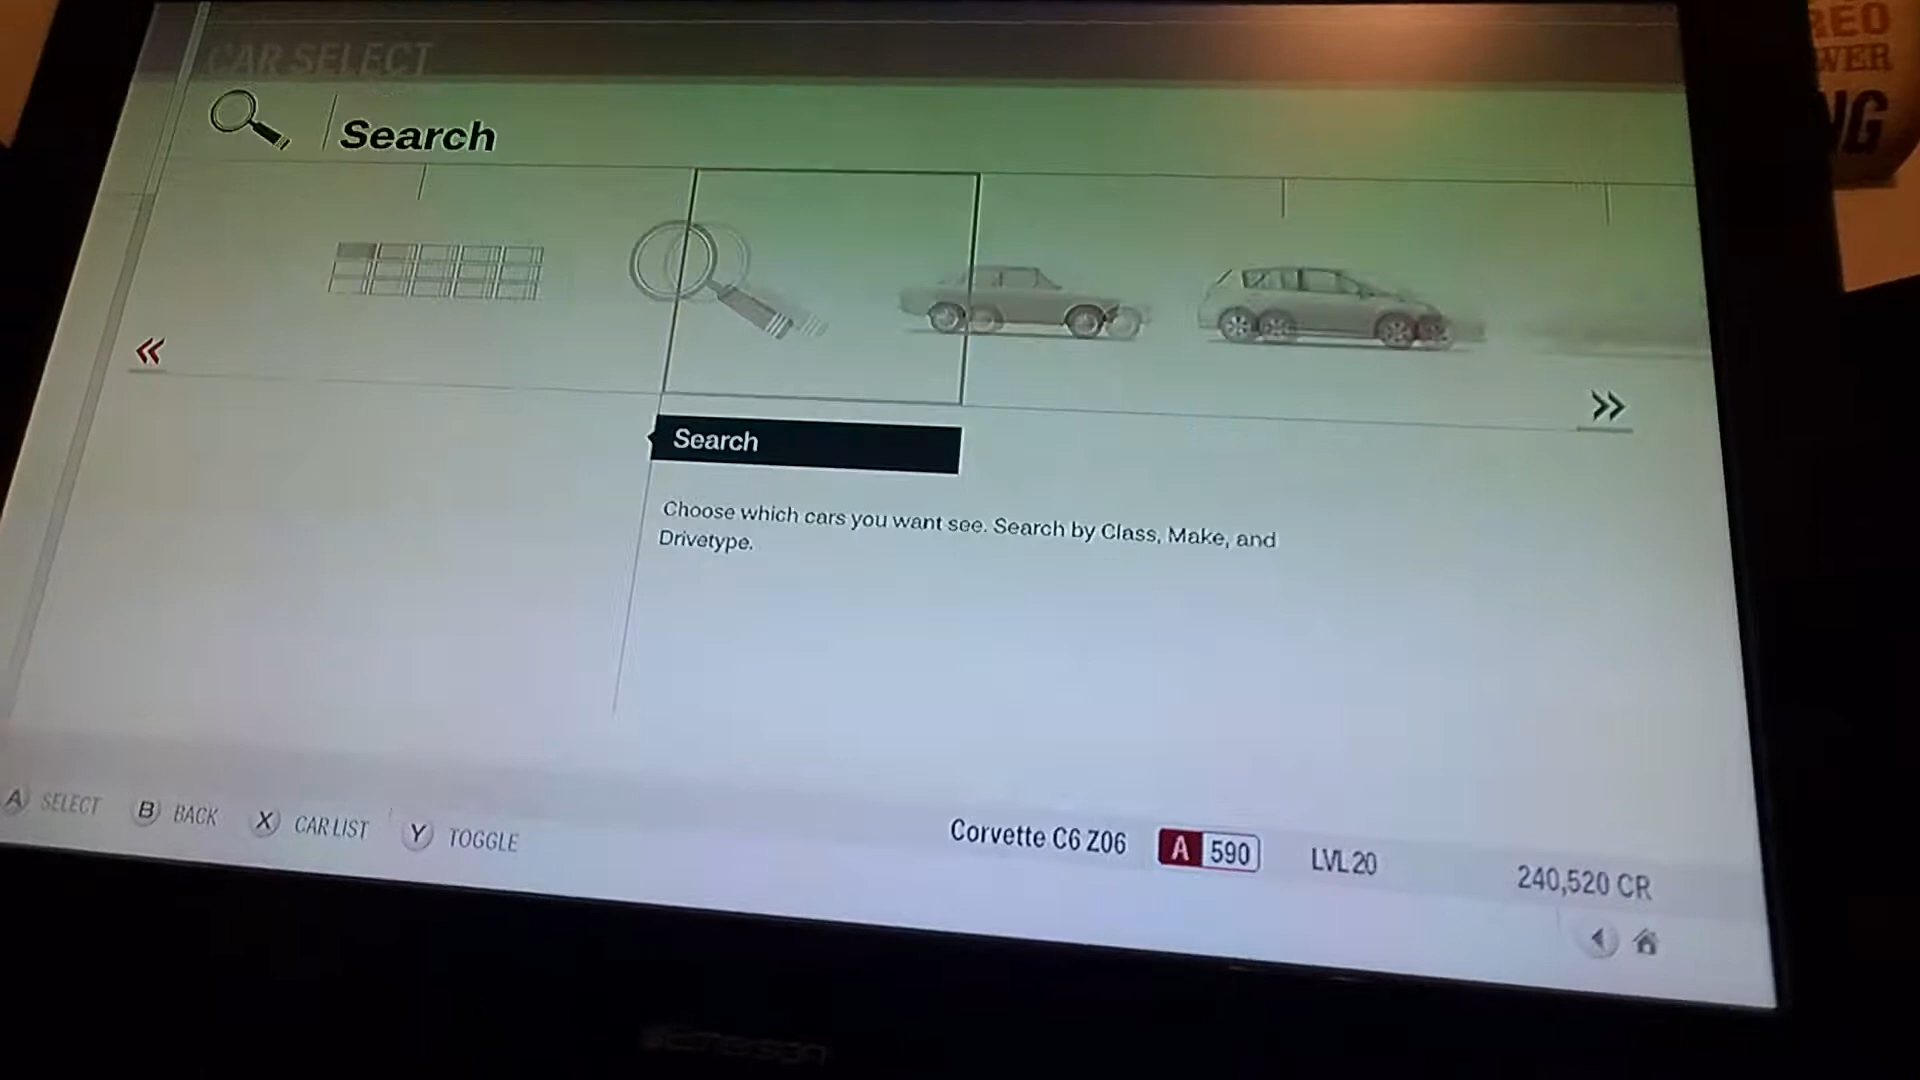 CAR SELECT
Search
Search
Choose which cars you want see. Search by Class, Make, and
Drivetype.
A SELECT B BACK X CAR LIST Y TOGGLE
Corvette C6 Z06 A 590 LVL 20 240,520 CR